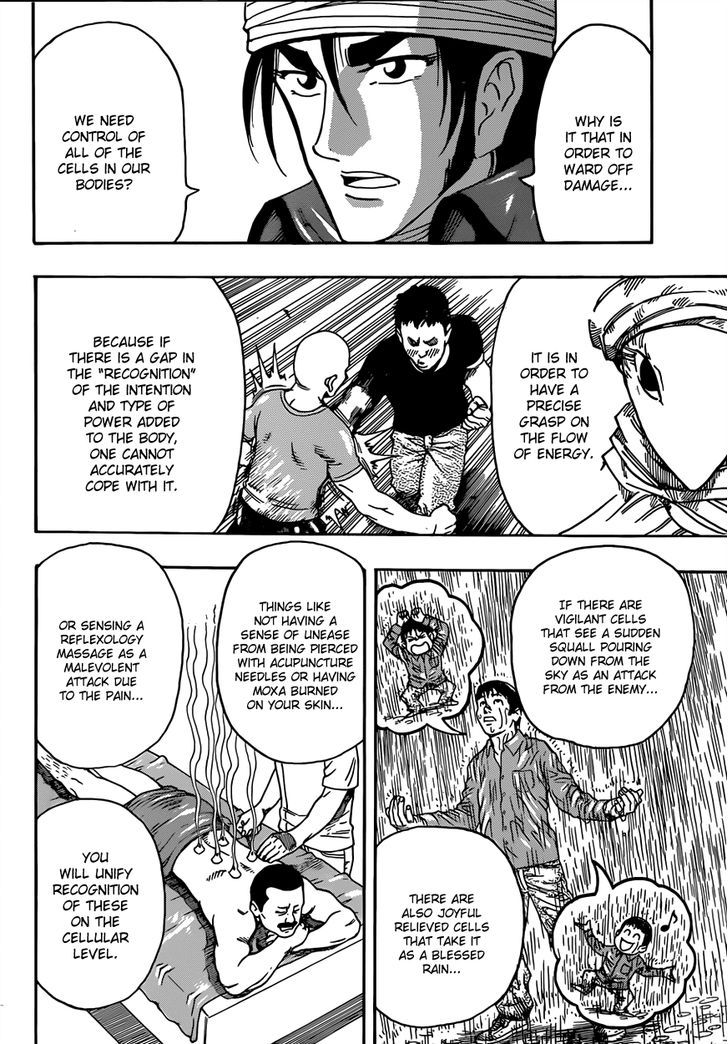 WHY IS
IT THAT IN
ORDER TO
WARD OFF
DAMAGE...
WE NEED
CONTROL OF
ALL OF THE
CELLS IN OUR
BODIES?
IT IS IN
ORDER TO
HAVE A
PRECISE
GRASP ON
THE FLOW
OF ENERGY.
BECAUSE IF
THERE IS A GAP IN
THE "RECOGNITION"
OF THE INTENTION
AND TYPE OF
POWER ADDED
TO THE BODY,
ONE CANNOT
ACCURATELY
COPE WITH IT.
IF THERE ARE
VIGILANT CELLS
THAT SEE A SUDDEN
SQUALL POURING
DOWN FROM THE
SKY AS AN ATTACK
FROM THE ENEMY...
THERE ARE
ALSO JOYFUL
RELIEVED CELLS
THAT TAKE IT
AS A BLESSED
RAIN...
THINGS LIKE
NOT HAVING A
SENSE OF UNEASE
FROM BEING PIERCED
WITH ACUPUNCTURE
NEEDLES OR HAVING
MOXA BURNED
ON YOUR SKIN...
OR SENSING A
REFLEXOLOGY
MASSAGE AS A
MALEVOLENT
ATTACK DUE
TO THE PAIN...
YOU
WILL UNIFY
RECOGNITION
OF THESE
ON THE
CELLULAR
LEVEL.